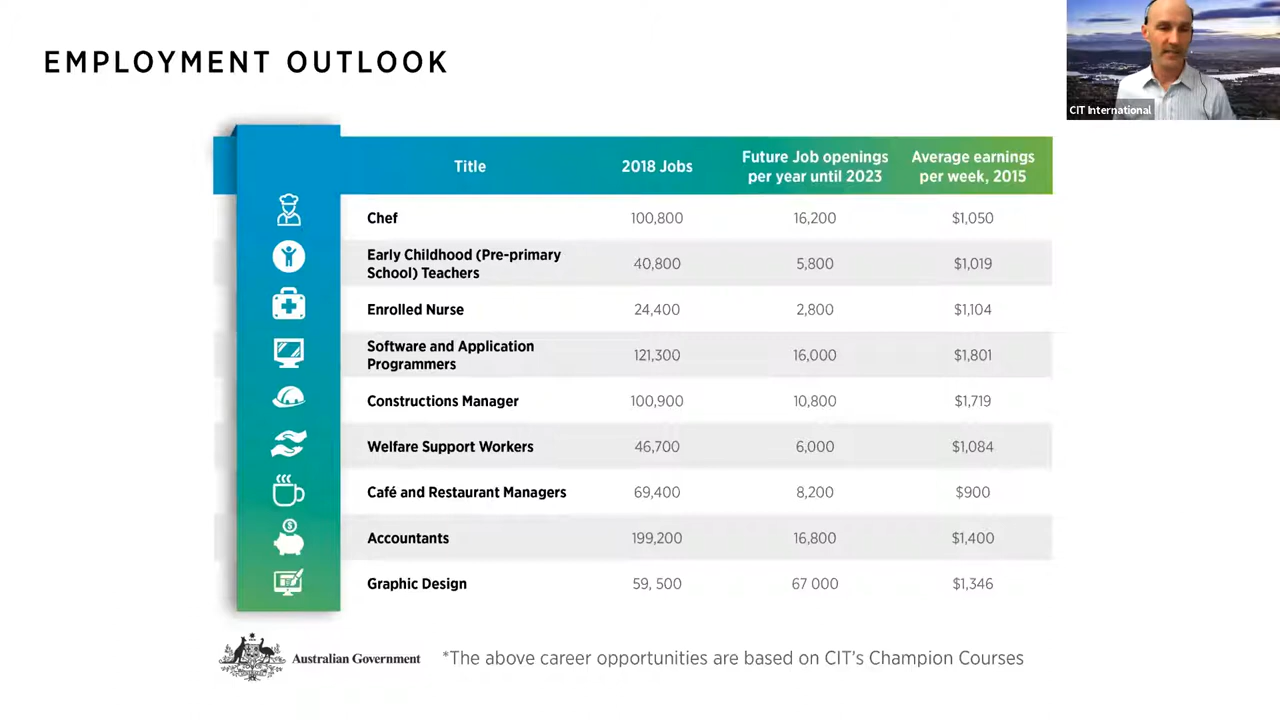 EMPLOYMENT OUTLOOK
CIT International
Title 2018 Jobs Future Job openings per year until 2023 Average earnings per week, 2015
Chef 100,800 16,200 $1,050
Early Childhood (Pre-primary School) Teachers 40,800 5,800 $1,019
Enrolled Nurse 24,400 2,800 $1,104
Software and Application Programmers 121,300 16,000 $1,801
Constructions Manager 100,900 10,800 $1,719
Welfare Support Workers 46,700 6,000 $1,084
Café and Restaurant Managers 69,400 8,200 $900
Accountants 199,200 16,800 $1,400
Graphic Design 59, 500 67 000 $1,346
Australian Government
*The above career opportunities are based on CIT's Champion Courses